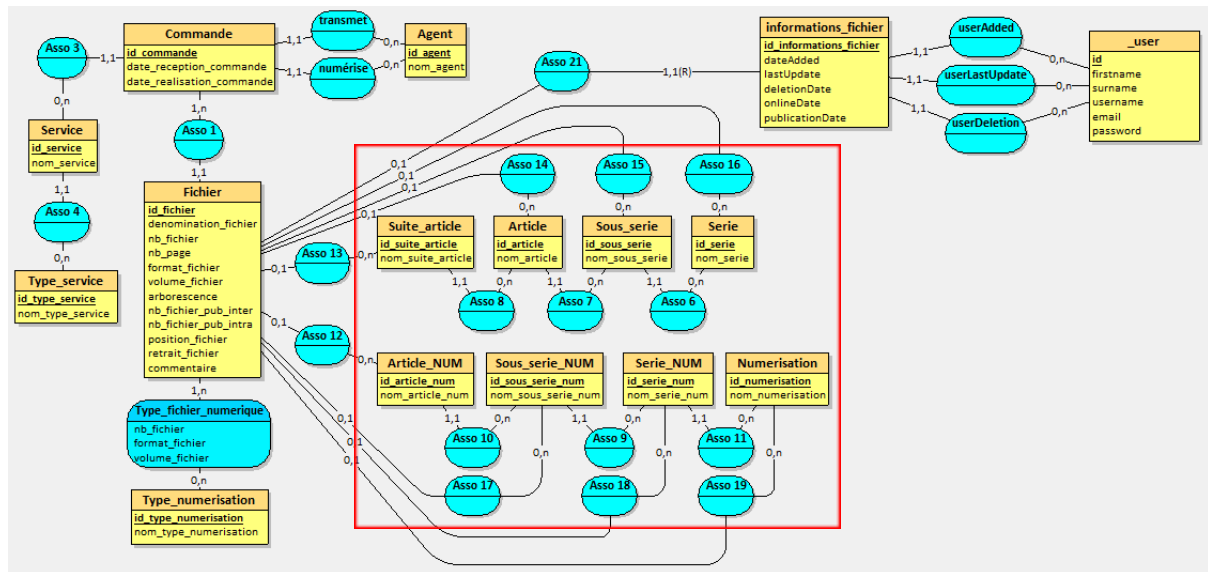 transmet
Commande
id_commande
date_reception_commande
date_realisation_commande
Agent
id_agent
nom_agent
informations_fichier
id_informations_fichier
dateAdded
lastUpdate
deletionDate
onlineDate
publicationDate
userAdded
_user
id
firstname
surname
username
email
password
Asso 3
1,1
1,1
0,n
numérise
1,1
0,n
Asso 21
1,1(R)
1,1
0,n
userLastUpdate
1,1
0,n
userDeletion
1,1
0,n
0,n
1,n
Service
id_service
nom_service
Asso 1
1,1
1,1
Asso 4
0,n
Type_service
id_type_service
nom_type_service
Fichier
id_fichier
denomination_fichier
nb_fichier
nb_page
format_fichier
volume_fichier
arborescence
nb_fichier_pub_inter
nb_fichier_pub_intra
position_fichier
retrait_fichier
commentaire
0,1
0,1
0,1
0,1
Asso 14
Asso 15
Asso 16
0,n
0,n
0,n
Suite_article
id_suite_article
nom_suite_article
Article
id_article
nom_article
Sous_serie
id_sous_serie
nom_sous_serie
Serie
id_serie
nom_serie
0,1
Asso 13
0,n
1,1
Asso 8
0,n
1,1
Asso 7
0,n
1,1
Asso 6
0,n
0,1
Asso 12
0,n
Article_NUM
id_article_num
nom_article_num
Sous_serie_NUM
id_sous_serie_num
nom_sous_serie_num
Serie_NUM
id_serie_num
nom_serie_num
Numerisation
id_numerisation
nom_numerisation
1,1
Asso 10
0,n
1,1
Asso 9
0,n
1,1
Asso 11
0,n
0,1
0,1
0,1
0,n
0,n
0,n
Asso 17
Asso 18
Asso 19
1,n
Type_fichier_numerique
nb_fichier
format_fichier
volume_fichier
0,n
Type_numerisation
id_type_numerisation
nom_type_numerisation